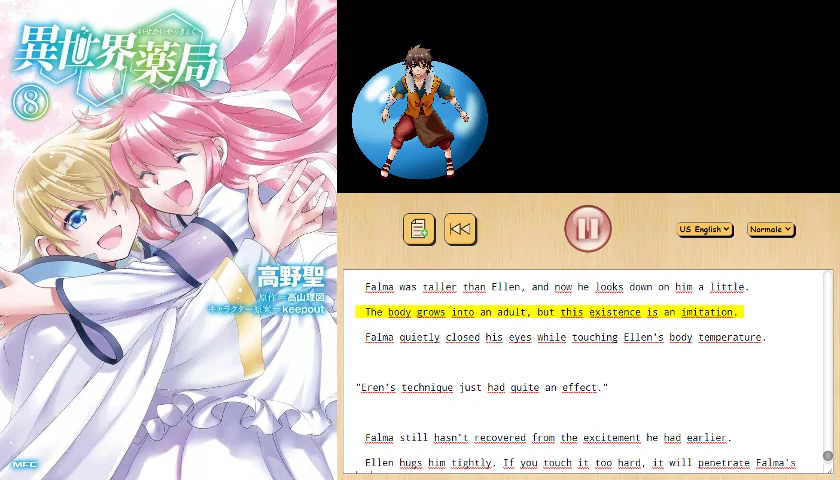 異世界薬局
いせかいやっきょく
8
高野聖
原作＝高山理図
キャラクター原案＝keepout
MFC
US English
Normale
Falma was taller than Ellen, and now he looks down on him a little.
The body grows into an adult, but this existence is an imitation.
Falma quietly closed his eyes while touching Ellen's body temperature.
"Eren's technique just had quite an effect."
Falma still hasn't recovered from the excitement he had earlier.
Ellen hugs him tightly. If you touch it too hard, it will penetrate Falma's